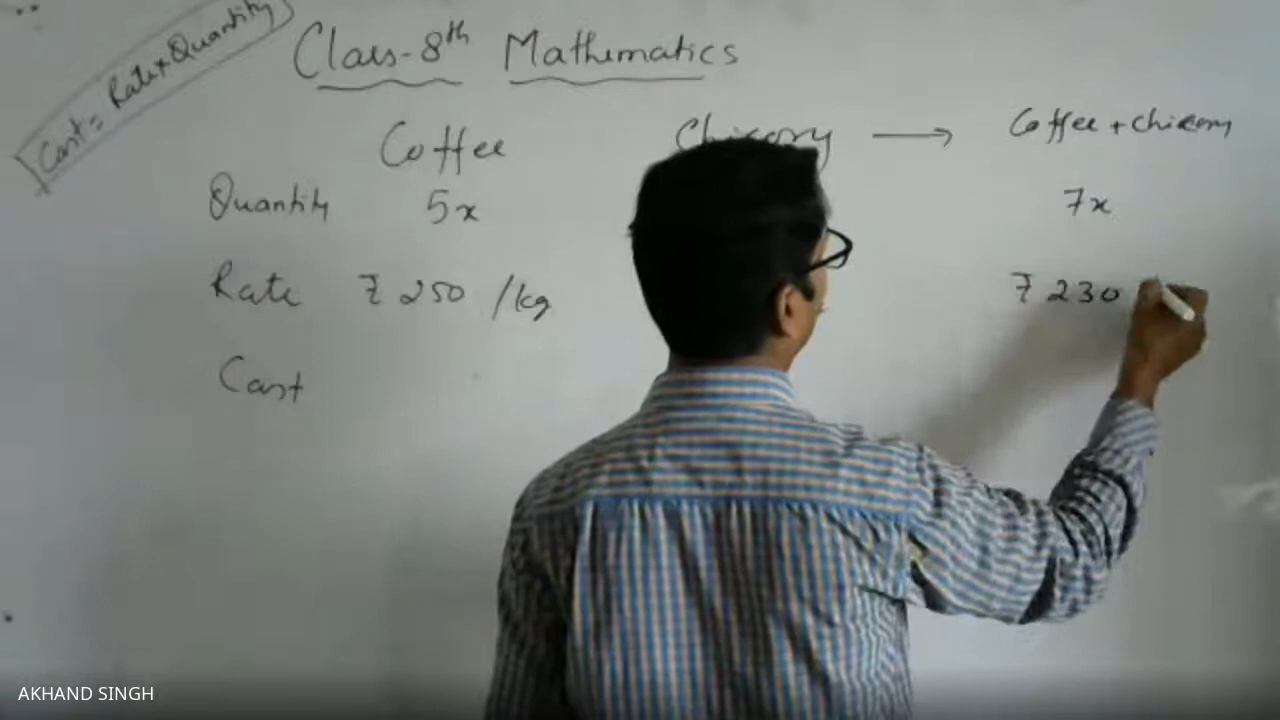 Cost = Rate × Quantity
Class-8th Mathematics
Coffee Chicory → Coffee + Chicory
Quantity 5x 7x
Rate ₹ 250 /kg ₹ 230
Cost
AKHAND SINGH